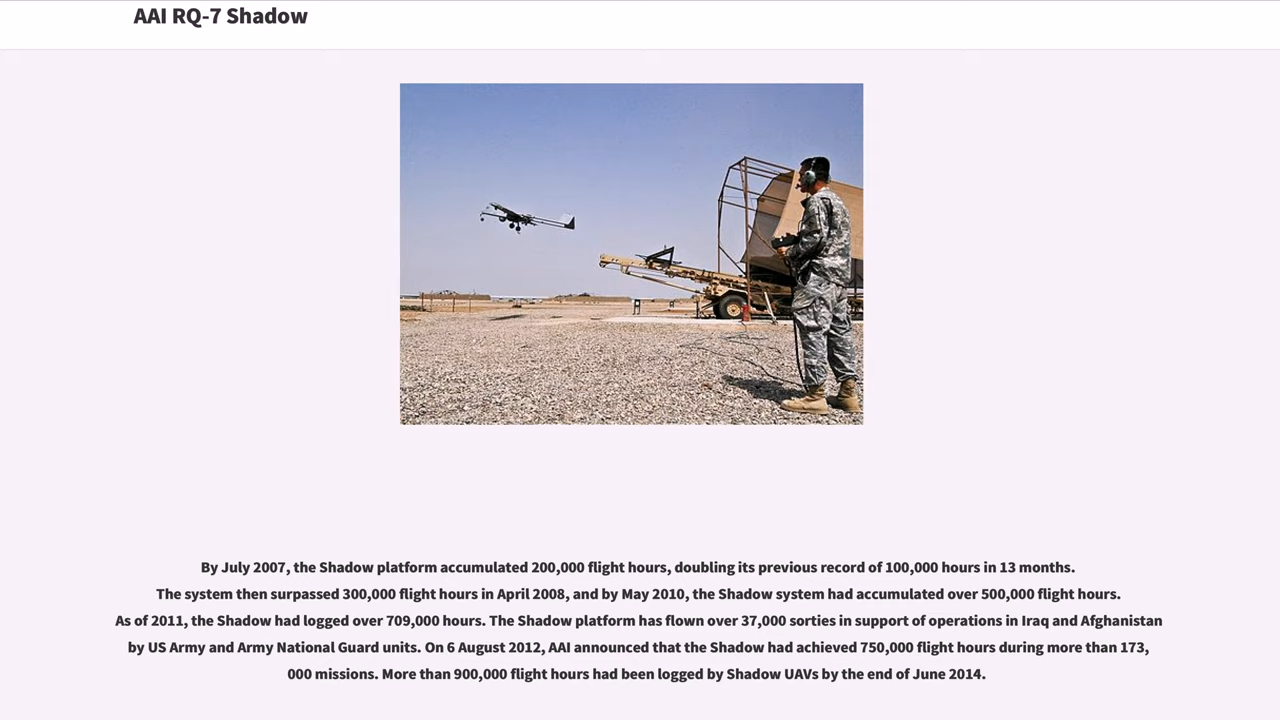 AAI RQ-7 Shadow
By July 2007, the Shadow platform accumulated 200,000 flight hours, doubling its previous record of 100,000 hours in 13 months.
The system then surpassed 300,000 flight hours in April 2008, and by May 2010, the Shadow system had accumulated over 500,000 flight hours.
As of 2011, the Shadow had logged over 709,000 hours. The Shadow platform has flown over 37,000 sorties in support of operations in Iraq and Afghanistan
by US Army and Army National Guard units. On 6 August 2012, AAI announced that the Shadow had achieved 750,000 flight hours during more than 173,
000 missions. More than 900,000 flight hours had been logged by Shadow UAVs by the end of June 2014.